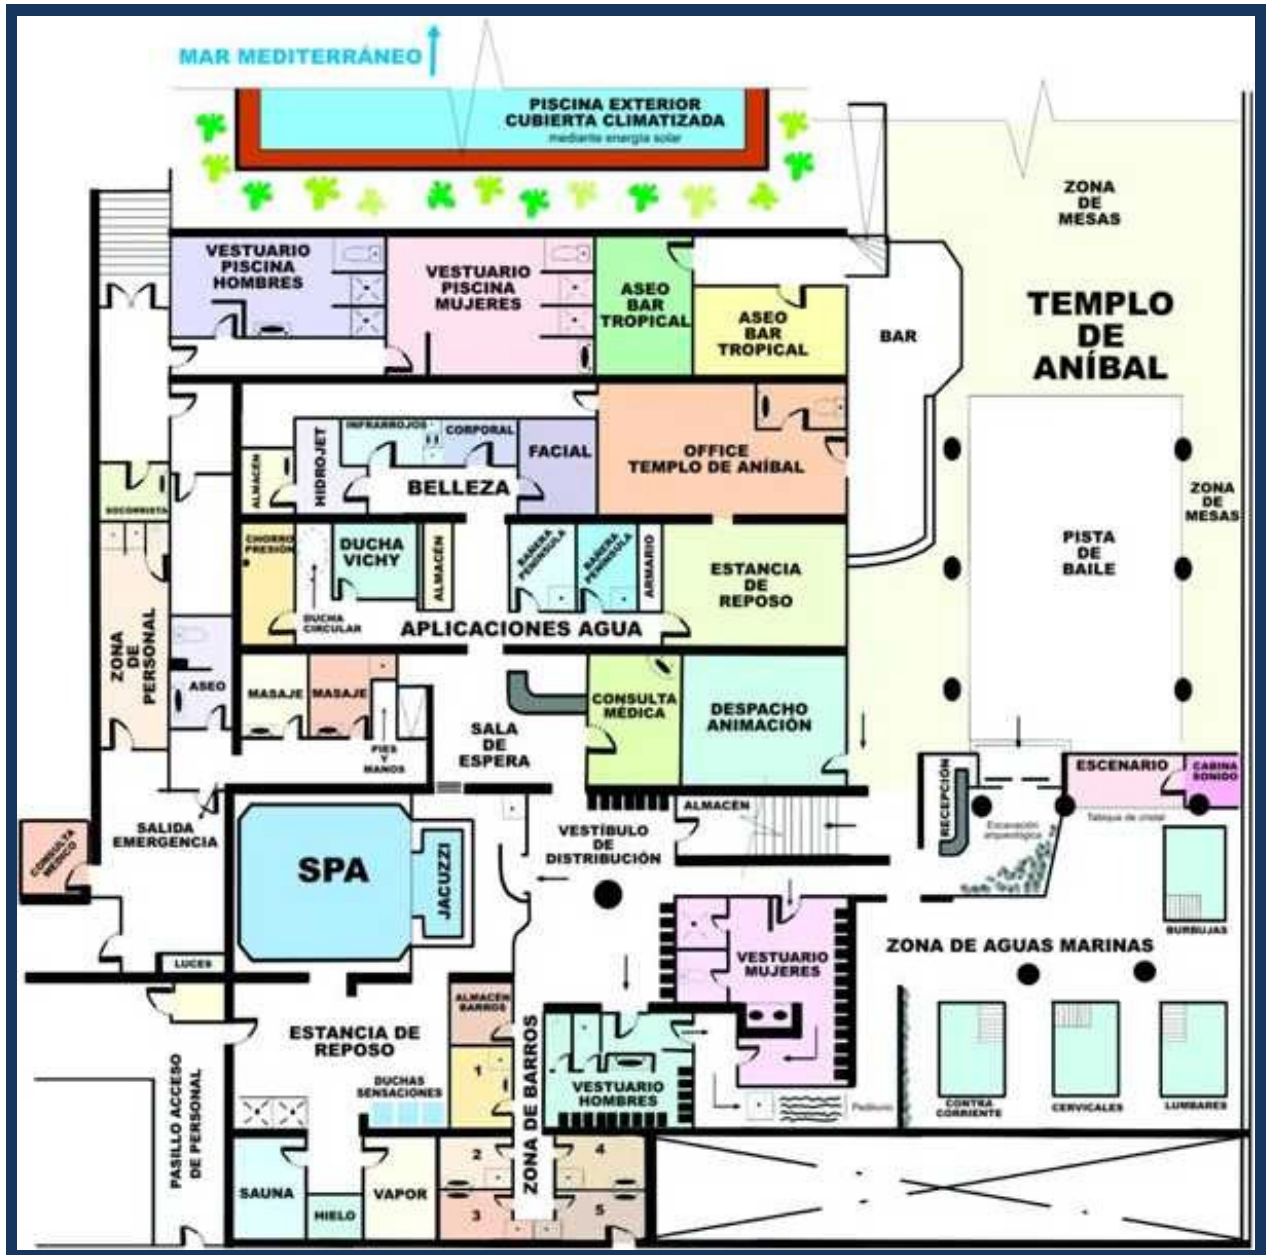 MAR MEDITERRÁNEO
PISCINA EXTERIOR
CUBIERTA CLIMATIZADA
mediante energía solar
ZONA
DE
MESAS
VESTUARIO
PISCINA
HOMBRES
VESTUARIO
PISCINA
MUJERES
ASEO
BAR
TROPICAL
ASEO
BAR
TROPICAL
BAR
TEMPLO
DE
ANÍBAL
INFRARROJOS
CORPORAL
FACIAL
HIDROJET
ALMACÉN
BELLEZA
OFFICE
TEMPLO DE ANÍBAL
ZONA
DE
MESAS
SOCORRISTA
CHORRO
PRESIÓN
DUCHA
VICHY
ALMACÉN
BAÑERA
PENINSULA
BAÑERA
PENINSULA
ARMARIO
ESTANCIA
DE
REPOSO
PISTA
DE
BAILE
DUCHA
CIRCULAR
APLICACIONES AGUA
ZONA
DE
PERSONAL
ASEO
MASAJE
MASAJE
PIES
Y
MANOS
SALA
DE
ESPERA
CONSULTA
MÉDICA
DESPACHO
ANIMACIÓN
RECEPCIÓN
ESCENARIO
CABINA
SONIDO
Excavación
arqueológica
Tabique de cristal
SALIDA
EMERGENCIA
CONSULTA
MÉDICO
SPA
JACUZZI
VESTÍBULO
DE
DISTRIBUCIÓN
ALMACÉN
BURBUJAS
LUCES
VESTUARIO
MUJERES
ZONA DE AGUAS MARINAS
ESTANCIA DE
REPOSO
ALMACÉN
BARROS
DUCHAS
SENSACIONES
1
ZONA DE BARROS
VESTUARIO
HOMBRES
Pediluvio
CONTRA
CORRIENTE
CERVICALES
LUMBARES
PASILLO ACCESO
DE PERSONAL
SAUNA
HIELO
VAPOR
2
3
4
5